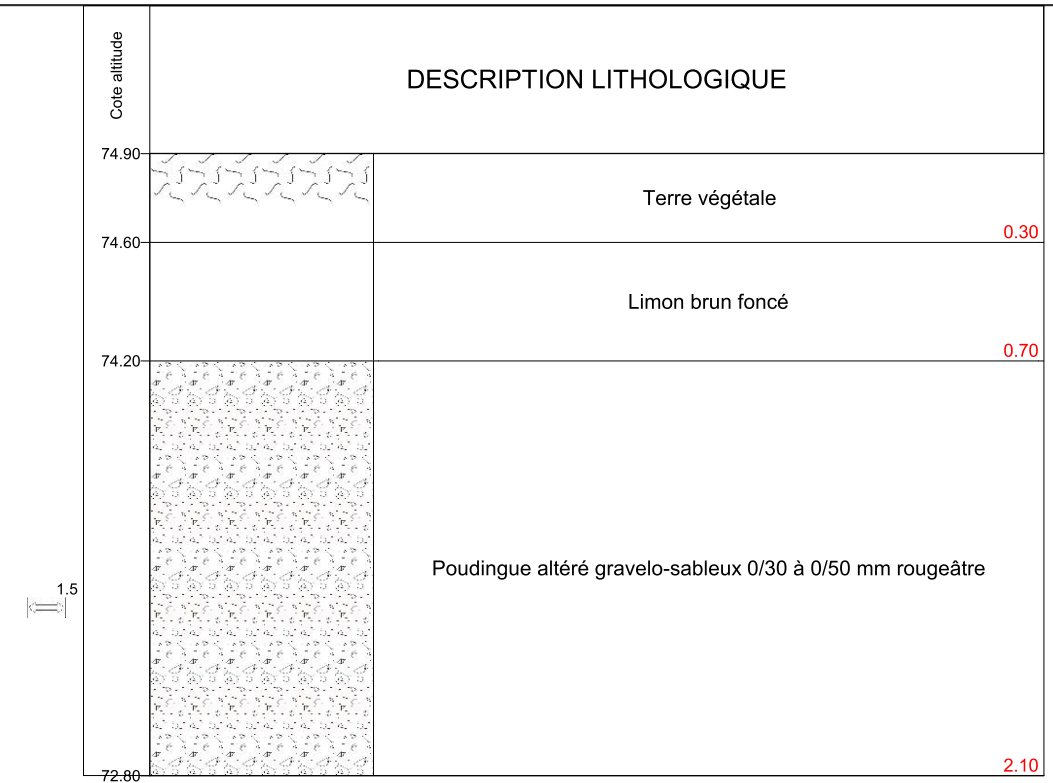 Cote altitude
DESCRIPTION LITHOLOGIQUE
74.90
Terre végétale
0.30
74.60
Limon brun foncé
0.70
74.20
Poudingue altéré gravelo-sableux 0/30 à 0/50 mm rougeâtre
1.5
2.10
72.80